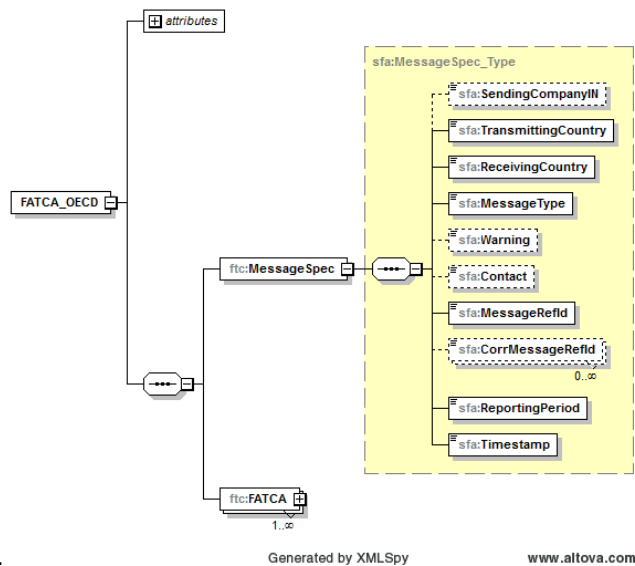 attributes
sfa:MessageSpec_Type
sfa:SendingCompanyIN
sfa:TransmittingCountry
sfa:ReceivingCountry
FATCA_OECD
sfa:MessageType
sfa:Warning
ftc:MessageSpec
sfa:Contact
sfa:MessageRefId
sfa:CorrMessageRefId
0..∞
sfa:ReportingPeriod
sfa:Timestamp
ftc:FATCA
1..∞
Generated by XMLSpy
www.altova.com